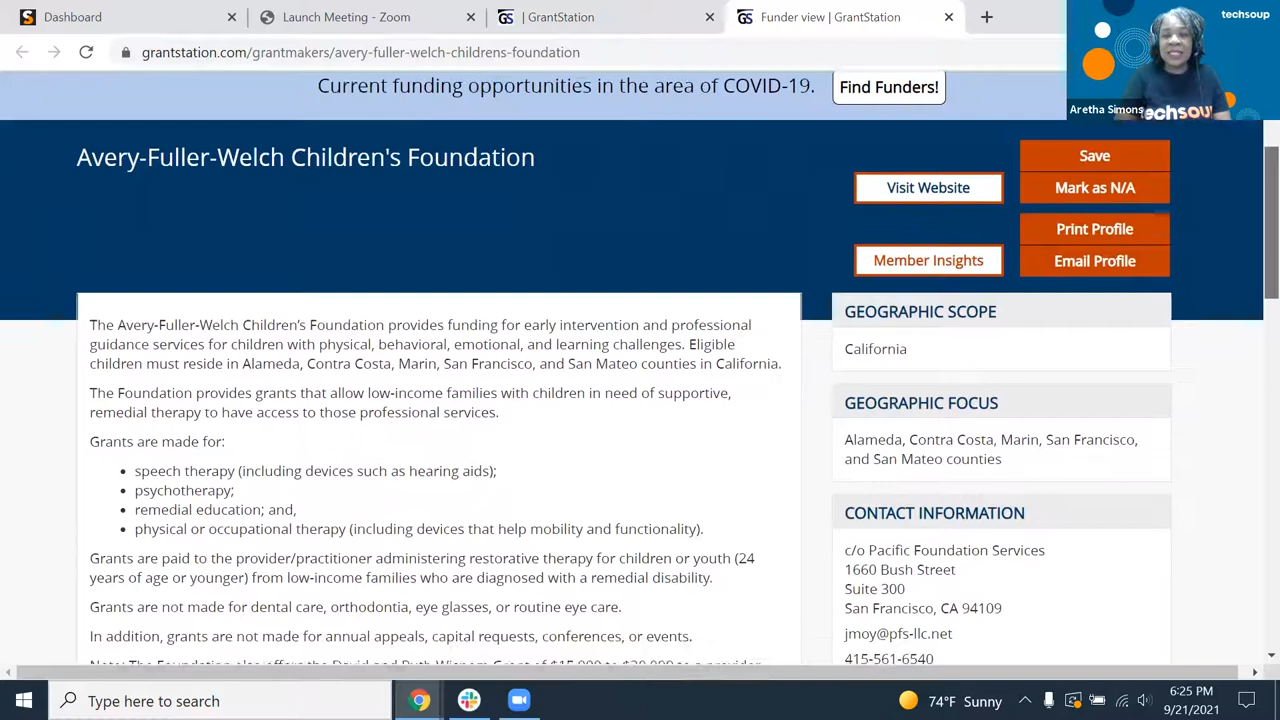 Dashboard
Launch Meeting - Zoom
GS | GrantStation
GS Funder view | GrantStation
grantstation.com/grantmakers/avery-fuller-welch-childrens-foundation
techsoup
Aretha Simons
techsou
Current funding opportunities in the area of COVID-19.
Find Funders!
Avery-Fuller-Welch Children's Foundation
Visit Website
Member Insights
Save
Mark as N/A
Print Profile
Email Profile
The Avery-Fuller-Welch Children's Foundation provides funding for early intervention and professional
guidance services for children with physical, behavioral, emotional, and learning challenges. Eligible
children must reside in Alameda, Contra Costa, Marin, San Francisco, and San Mateo counties in California.
The Foundation provides grants that allow low-income families with children in need of supportive,
remedial therapy to have access to those professional services.
Grants are made for:
• speech therapy (including devices such as hearing aids);
• psychotherapy;
• remedial education; and,
• physical or occupational therapy (including devices that help mobility and functionality).
Grants are paid to the provider/practitioner administering restorative therapy for children or youth (24
years of age or younger) from low-income families who are diagnosed with a remedial disability.
Grants are not made for dental care, orthodontia, eye glasses, or routine eye care.
In addition, grants are not made for annual appeals, capital requests, conferences, or events.
GEOGRAPHIC SCOPE
California
GEOGRAPHIC FOCUS
Alameda, Contra Costa, Marin, San Francisco,
and San Mateo counties
CONTACT INFORMATION
c/o Pacific Foundation Services
1660 Bush Street
Suite 300
San Francisco, CA 94109
jmoy@pfs-llc.net
415-561-6540
Type here to search
74°F Sunny
6:25 PM
9/21/2021